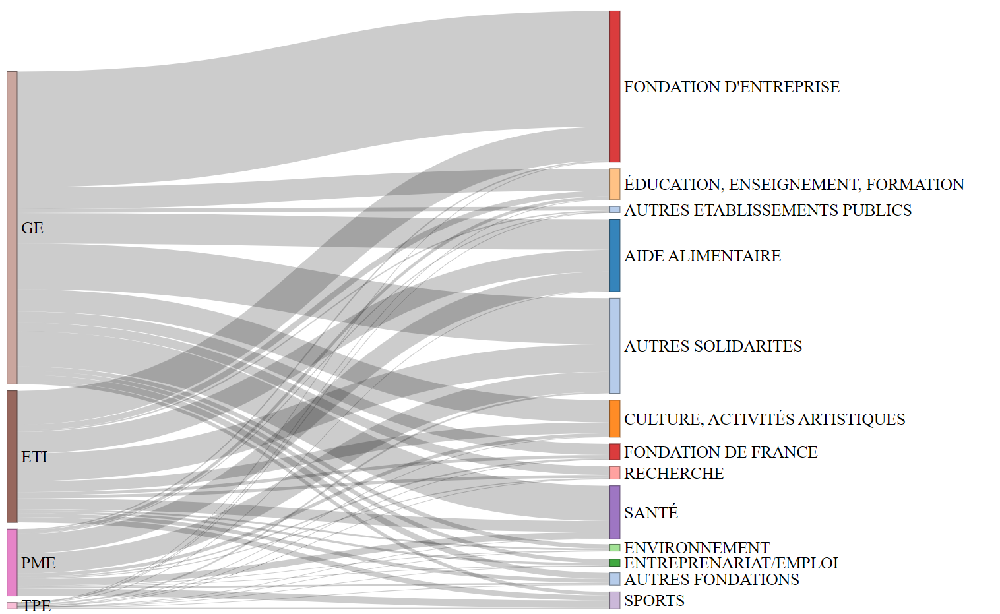 GE
ETI
PME
TPE
FONDATION D'ENTREPRISE
ÉDUCATION, ENSEIGNEMENT, FORMATION
AUTRES ETABLISSEMENTS PUBLICS
AIDE ALIMENTAIRE
AUTRES SOLIDARITES
CULTURE, ACTIVITÉS ARTISTIQUES
FONDATION DE FRANCE
RECHERCHE
SANTÉ
ENVIRONNEMENT
ENTREPRENARIAT/EMPLOI
AUTRES FONDATIONS
SPORTS